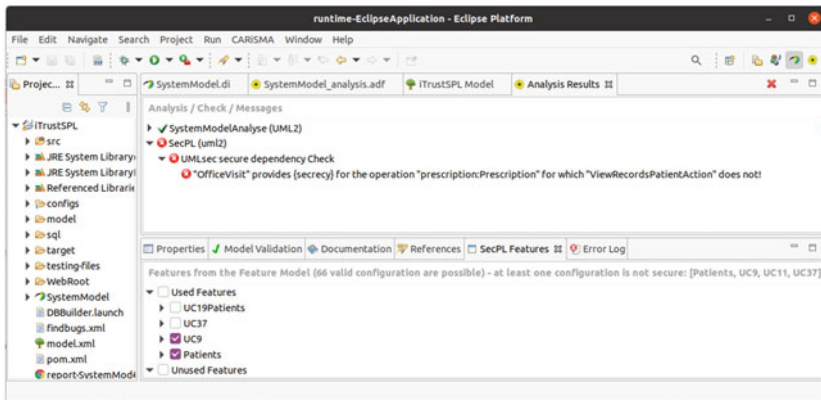 runtime-EclipseApplication - Eclipse Platform
File Edit Navigate Search Project Run CARiSMA Window Help
Projec...
SystemModel.di
SystemModel_analysis.adf
iTrustSPL Model
Analysis Results
Analysis / Check / Messages
iTrustSPL
src
JRE System Library
JRE System Library
Referenced Librarie
configs
model
sql
target
testing-files
WebRoot
SystemModel
DBBuilder.launch
findbugs.xml
model.xml
pom.xml
report-SystemMode
SystemModelAnalyse (UML2)
SecPL (uml2)
UMLsec secure dependency Check
"OfficeVisit" provides {secrecy} for the operation "prescription:Prescription" for which "ViewRecordsPatientAction" does not!
Properties Model Validation Documentation References SecPL Features Error Log
Features from the Feature Model (66 valid configuration are possible) - at least one configuration is not secure: [Patients, UC9, UC11, UC37]
Used Features
UC19Patients
UC37
UC9
Patients
Unused Features